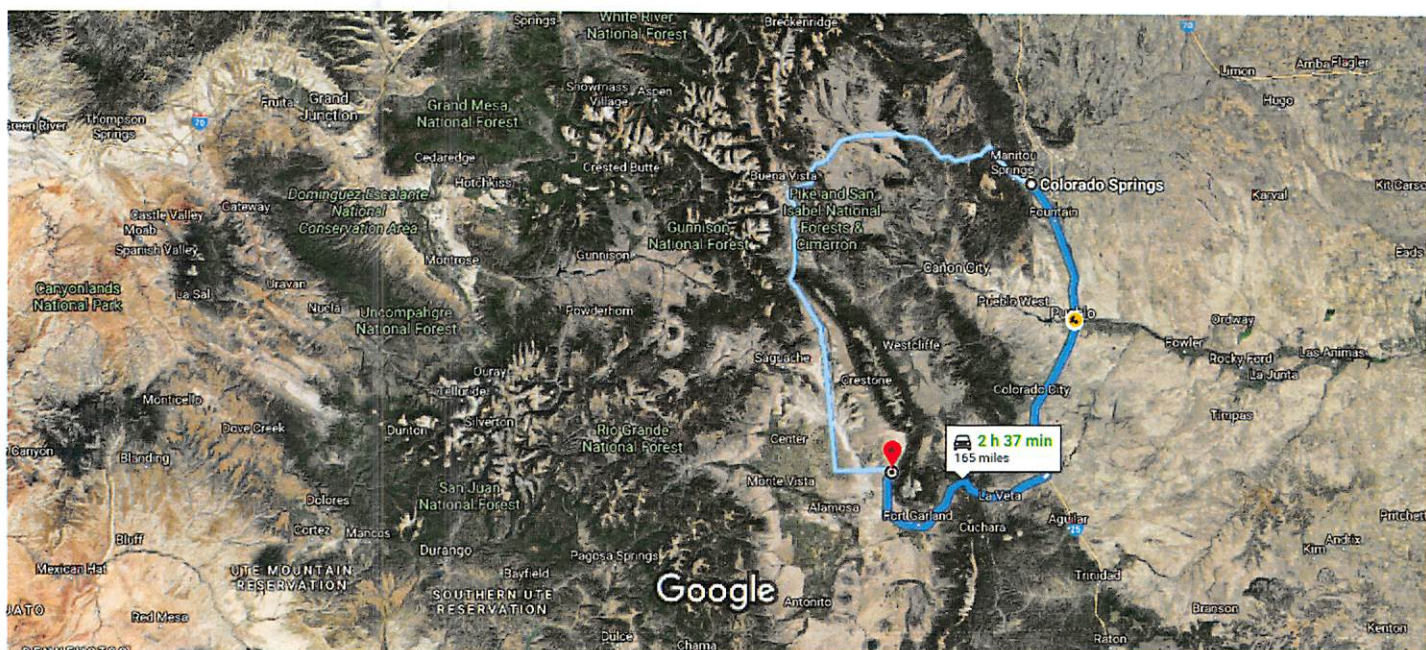 Springs
White River
National Forest
Breckenridge
70
Limon
Arriba
Flagler
Hugo
Fruita
Grand
Junction
Grand Mesa
National Forest
Snowmass
Village
Aspen
Thompson
Springs
Green River
70
Cedaredge
Hotchkiss
Crested Butte
Buena Vista
Manitou
Springs
Colorado Springs
Karval
Kit Cars
Dominguez-Escalante
National
Conservation Area
Gateway
Castle Valley
Moab
Spanish Valley
Pike and San
Isabel National
Forests &
Cimarron
Fountain
Gunnison
National Forest
Montrose
Gunnison
Cañon City
Eads
Canyonlands
National Park
La Sal
Uravan
Nucla
Uncompahgre
National Forest
Powderhorn
Pueblo West
Pueblo
Ordway
Fowler
Rocky Ford
Las Animas
La Junta
Saguache
Westcliffe
Ouray
Telluride
Crestone
Colorado City
Monticello
Silverton
Timpas
Dove Creek
Dunton
Rio Grande
National Forest
Center
2 h 37 min
165 miles
Canyon
Blanding
San Juan
National Forest
Monte Vista
La Veta
Dolores
Alamosa
Fort Garland
Cuchara
Aguilar
25
Pritchett
Cortez
Mancos
Bluff
Durango
Pagosa Springs
Kim
Andrix
Mexican Hat
UTE MOUNTAIN
RESERVATION
Bayfield
SOUTHERN UTE
RESERVATION
Google
Antonito
Trinidad
Branson
Red Mesa
Dulce
Chama
Raton
Kenton